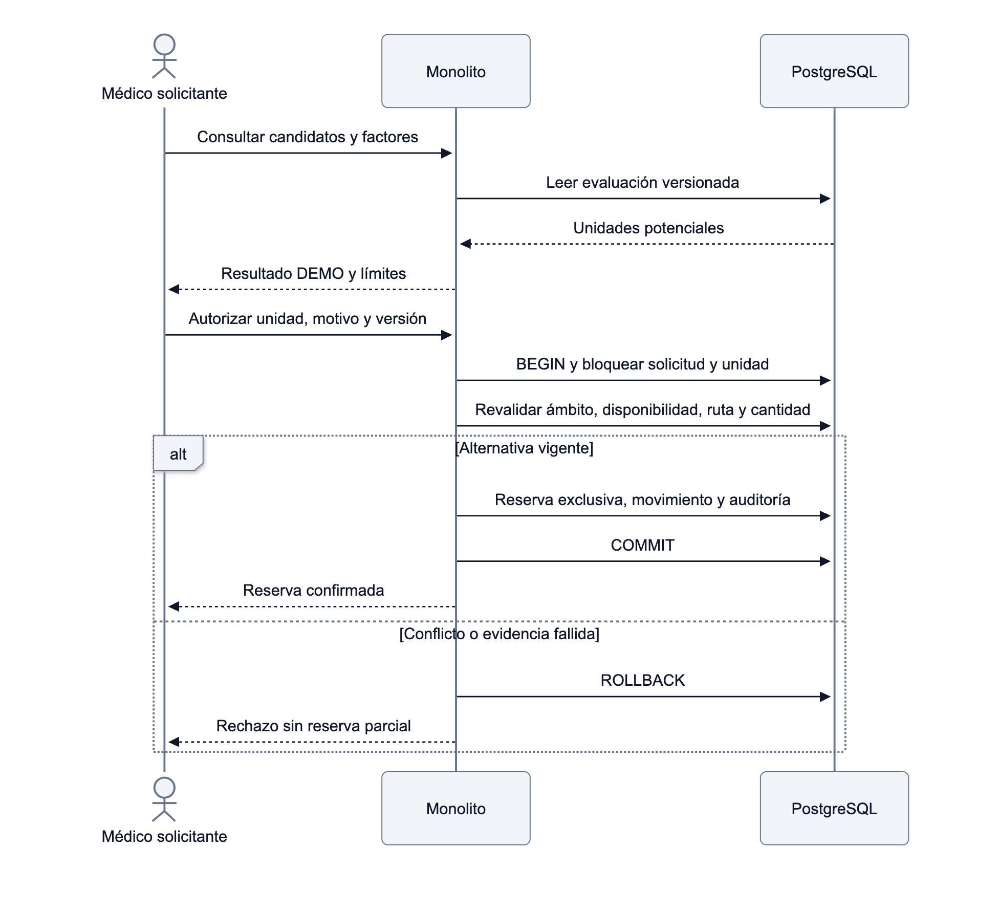 Médico solicitante
Monolito
PostgreSQL
Consultar candidatos y factores
Leer evaluación versionada
Unidades potenciales
Resultado DEMO y límites
Autorizar unidad, motivo y versión
BEGIN y bloquear solicitud y unidad
Revalidar ámbito, disponibilidad, ruta y cantidad
alt
[Alternativa vigente]
Reserva exclusiva, movimiento y auditoría
COMMIT
Reserva confirmada
[Conflicto o evidencia fallida]
ROLLBACK
Rechazo sin reserva parcial
Médico solicitante
Monolito
PostgreSQL